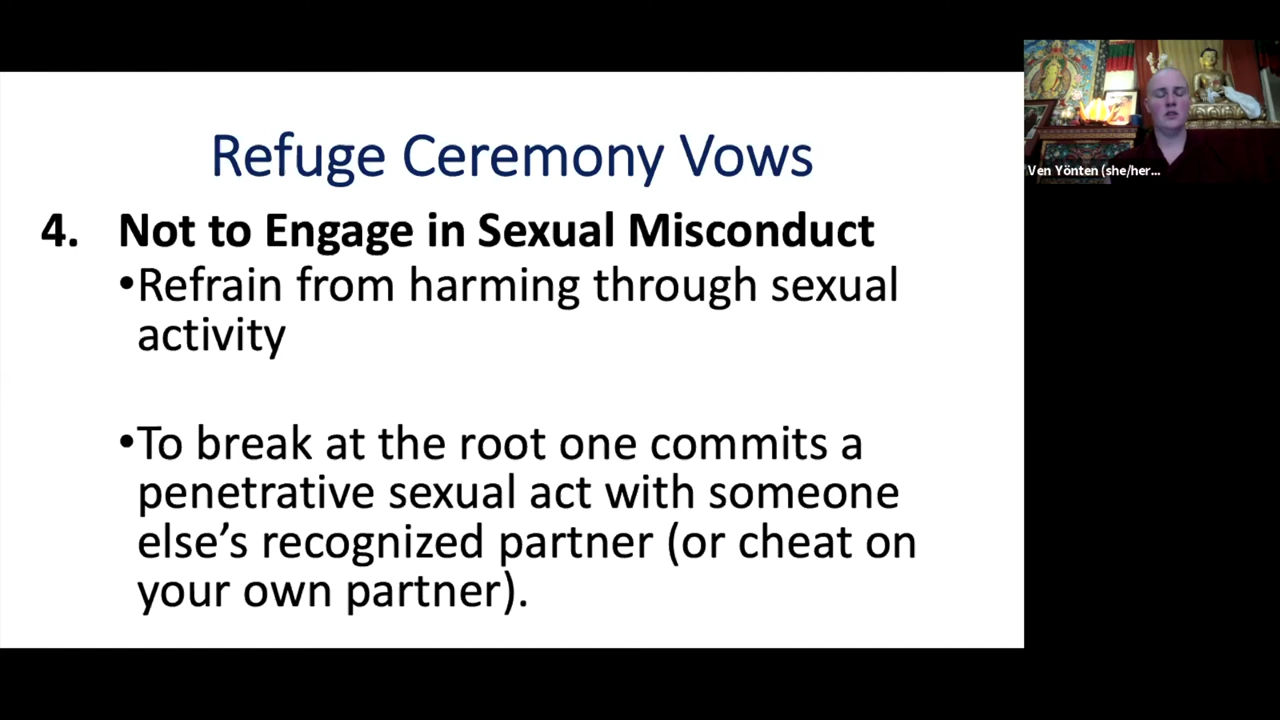 Refuge Ceremony Vows
4. Not to Engage in Sexual Misconduct
•Refrain from harming through sexual
activity
•To break at the root one commits a
penetrative sexual act with someone
else’s recognized partner (or cheat on
your own partner).
Ven Yönten (she/her...